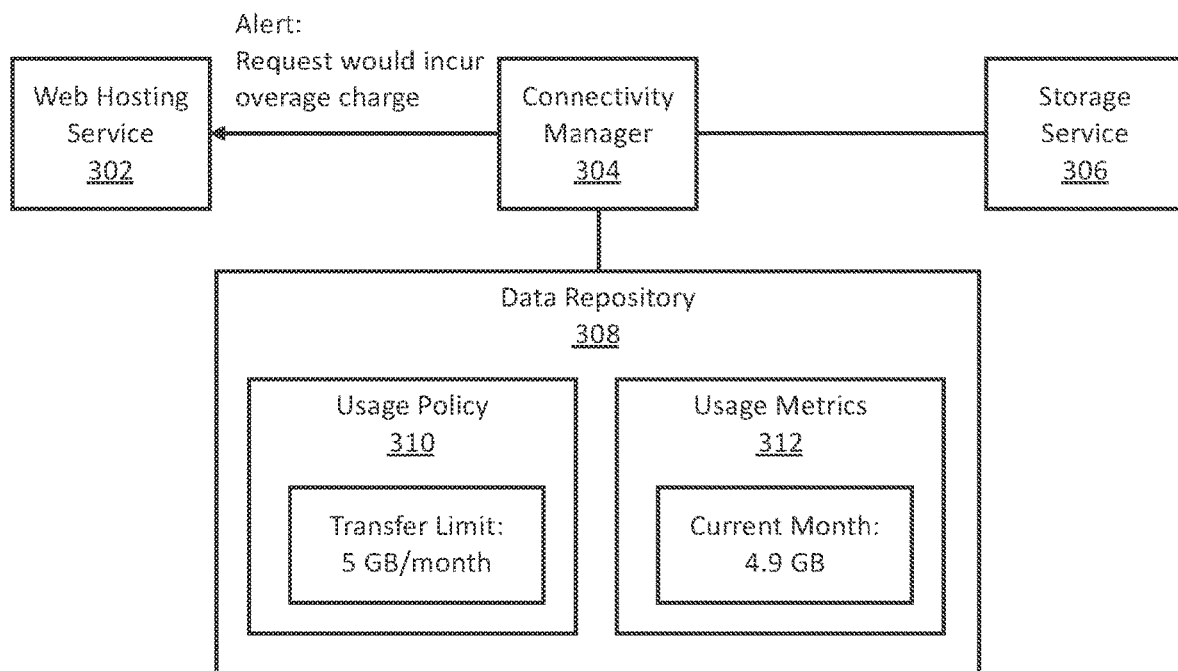 Alert:
Request would incur
overage charge
Web Hosting
Service
302
Connectivity
Manager
304
Storage
Service
306
Data Repository
308
Usage Policy
310
Transfer Limit:
5 GB/month
Usage Metrics
312
Current Month:
4.9 GB